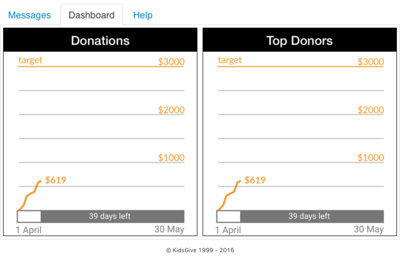 Messages Dashboard Help
Donations
target $3000
$2000
$1000
$619
39 days left
1 April 30 May
Top Donors
target $3000
$2000
$1000
$619
39 days left
1 April 30 May
© KidsGive 1999 - 2016